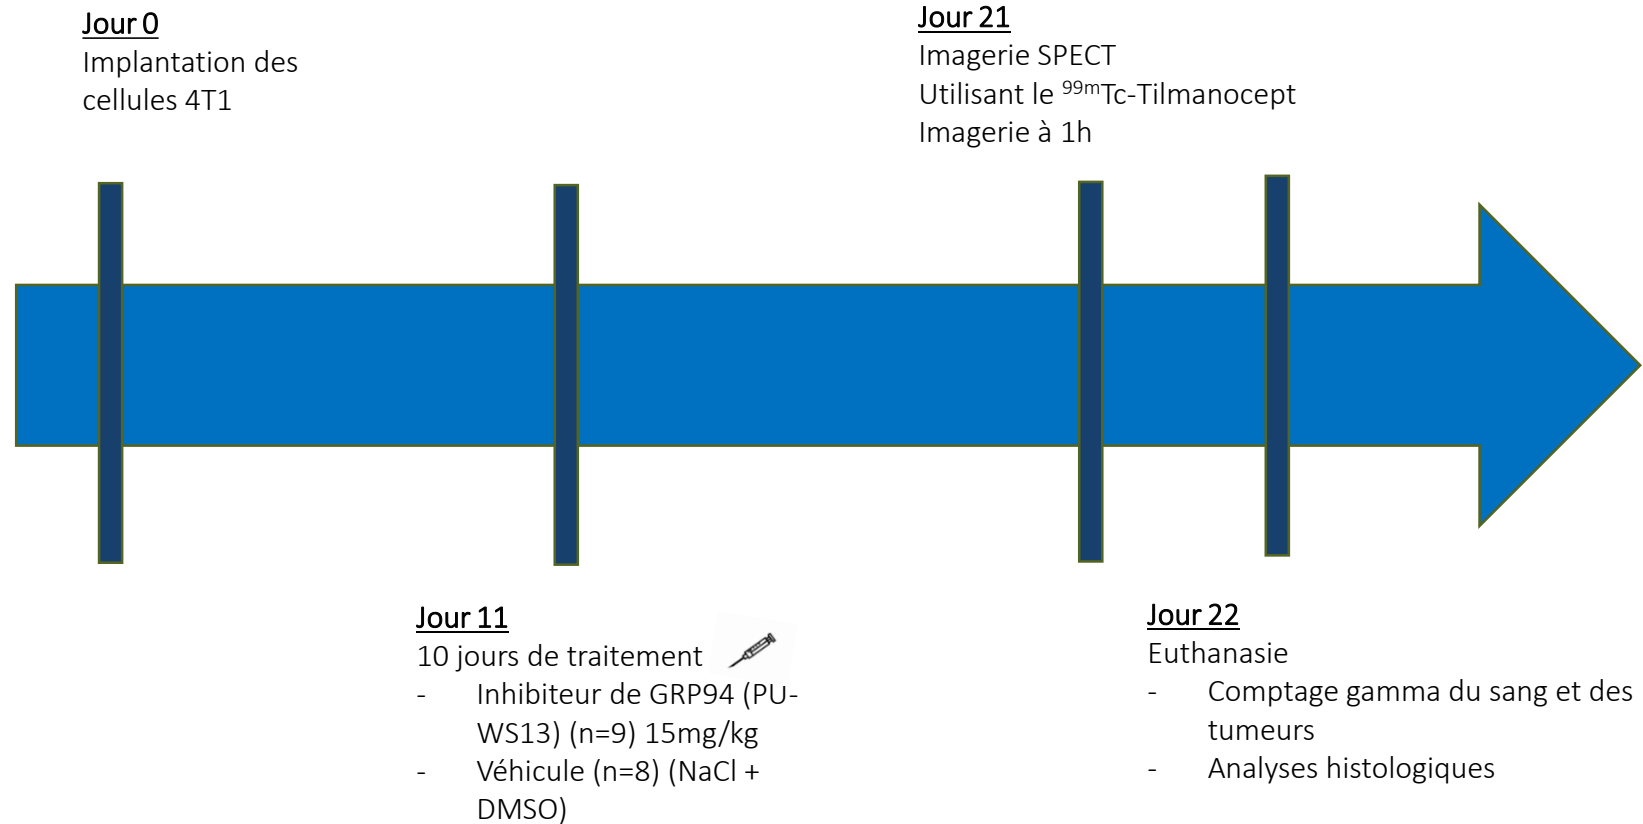 Jour 0
Implantation des
cellules 4T1
Jour 21
Imagerie SPECT
Utilisant le ⁹⁹ᵐTc-Tilmanocept
Imagerie à 1h
Jour 11
10 jours de traitement
- Inhibiteur de GRP94 (PU-
WS13) (n=9) 15mg/kg
- Véhicule (n=8) (NaCl +
DMSO)
Jour 22
Euthanasie
- Comptage gamma du sang et des
tumeurs
- Analyses histologiques